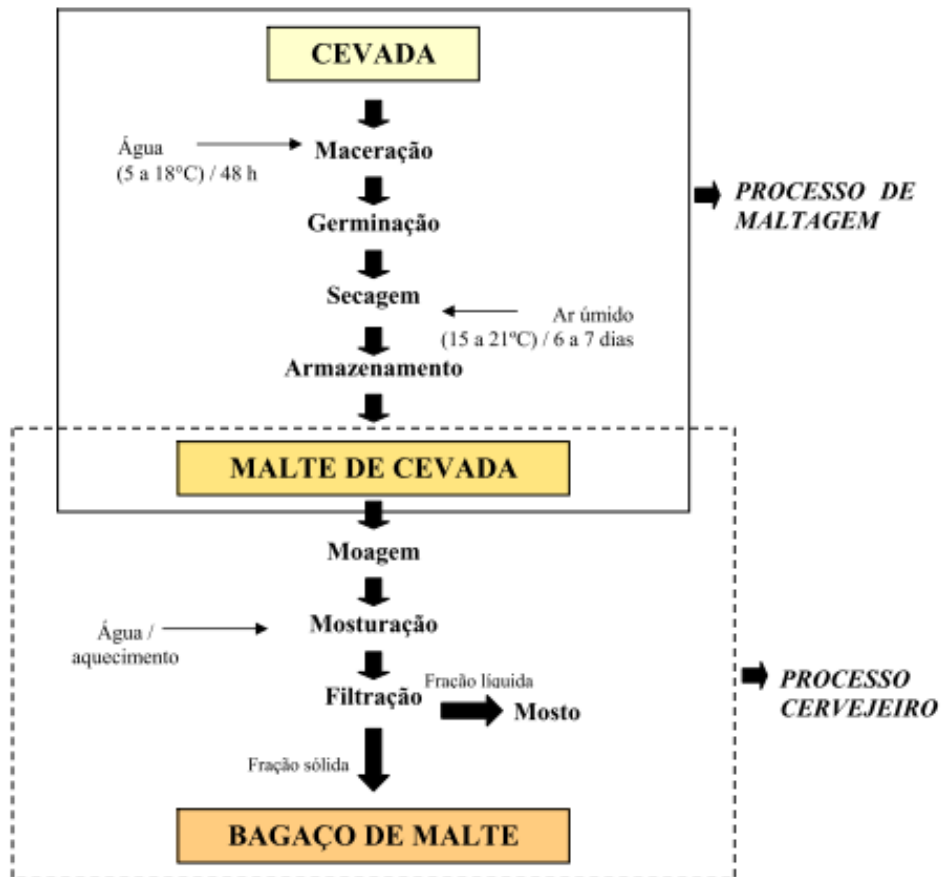 CEVADA
Água
(5 a 18°C) / 48 h
Maceração
PROCESSO DE
MALTAGEM
Germinação
Secagem
Ar úmido
(15 a 21ºC) / 6 a 7 dias
Armazenamento
MALTE DE CEVADA
Moagem
Água /
aquecimento
Mosturação
Filtração
Fração líquida
Mosto
PROCESSO
CERVEJEIRO
Fração sólida
BAGAÇO DE MALTE